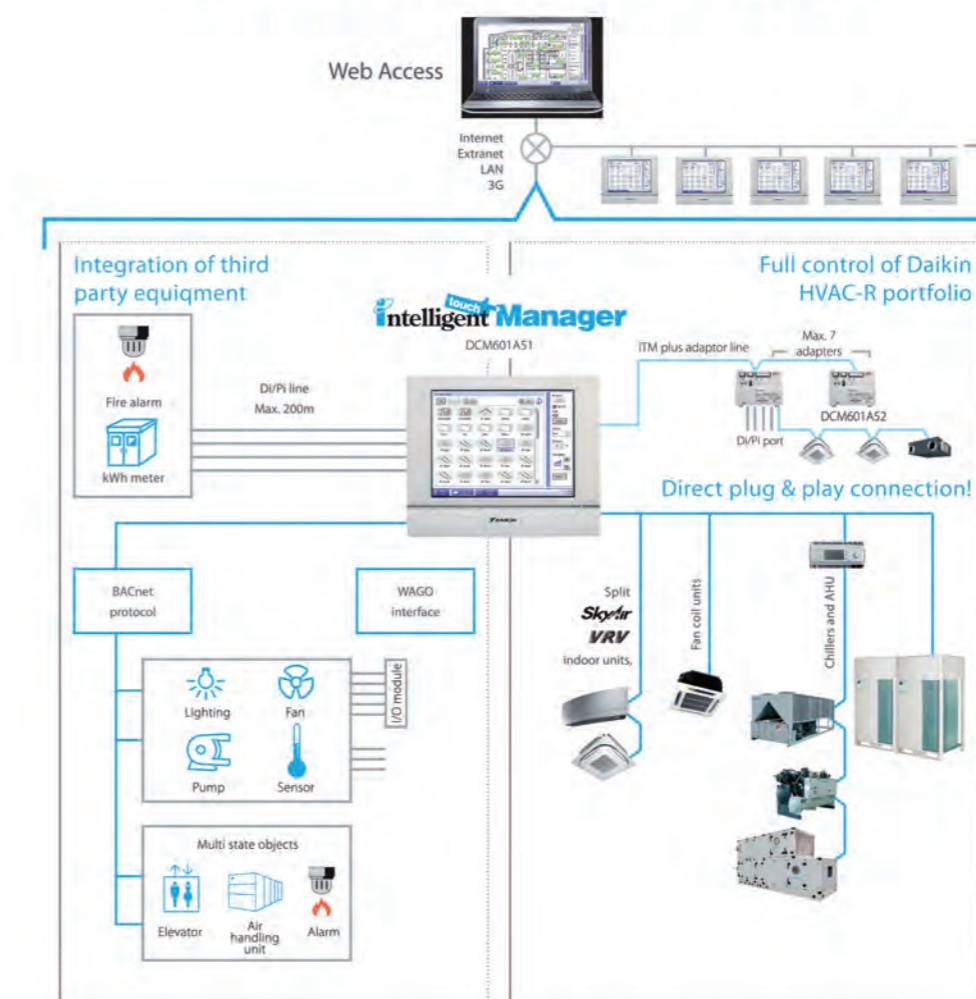 Web Access
Internet
Extranet
LAN
3G
Integration of third
party equiqment
Full control of Daikin
HVAC-R portfolio
intelligent touch Manager
DCM601A51
iTM plus adaptor line
Max. 7
adapters
Fire alarm
kWh meter
Di/Pi line
Max. 200m
DCM601A52
Di/Pi port
Direct plug & play connection!
DAIKIN
BACnet
protocol
WAGO
interface
Split
SkyAir
VRV
indoor units,
Fan coil units
Chillers and AHU
Lighting
Fan
I/O module
Pump
Sensor
Multi state objects
Elevator
Air
handling
unit
Alarm